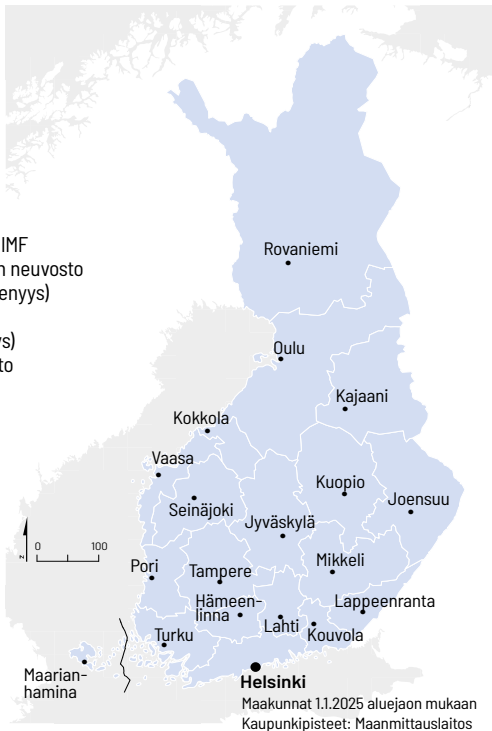 IMF
n neuvosto
enyys)
s)
to
Rovaniemi
Oulu
Kajaani
Kokkola
Vaasa
Kuopio
Seinäjoki
Joensuu
Jyväskylä
N
0 100
Pori
Tampere
Mikkeli
Hämeen-
linna
Lappeenranta
Lahti
Kouvola
Turku
Maarian-
hamina
Helsinki
Maakunnat 1.1.2025 aluejaon mukaan
Kaupunkipisteet: Maanmittauslaitos